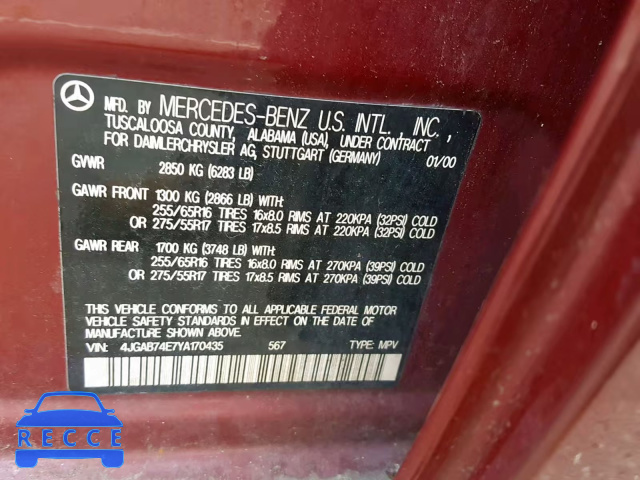 MFD. BY MERCEDES-BENZ U.S. INTL., INC.,
TUSCALOOSA COUNTY, ALABAMA (USA), UNDER CONTRACT
FOR DAIMLERCHRYSLER AG, STUTTGART (GERMANY) 01/00
GVWR 2850 KG (6283 LB)
GAWR FRONT 1300 KG (2866 LB) WITH:
255/65R16 TIRES 16x8.0 RIMS AT 220KPA (32PSI) COLD
OR 275/55R17 TIRES 17x8.5 RIMS AT 220KPA (32PSI) COLD
GAWR REAR 1700 KG (3748 LB) WITH:
255/65R16 TIRES 16x8.0 RIMS AT 270KPA (39PSI) COLD
OR 275/55R17 TIRES 17x8.5 RIMS AT 270KPA (39PSI) COLD
THIS VEHICLE CONFORMS TO ALL APPLICABLE FEDERAL MOTOR
VEHICLE SAFETY STANDARDS IN EFFECT ON THE DATE OF
MANUFACTURE SHOWN ABOVE.
VIN: 4JGAB74E7YA170435 567 TYPE: MPV
RECCE